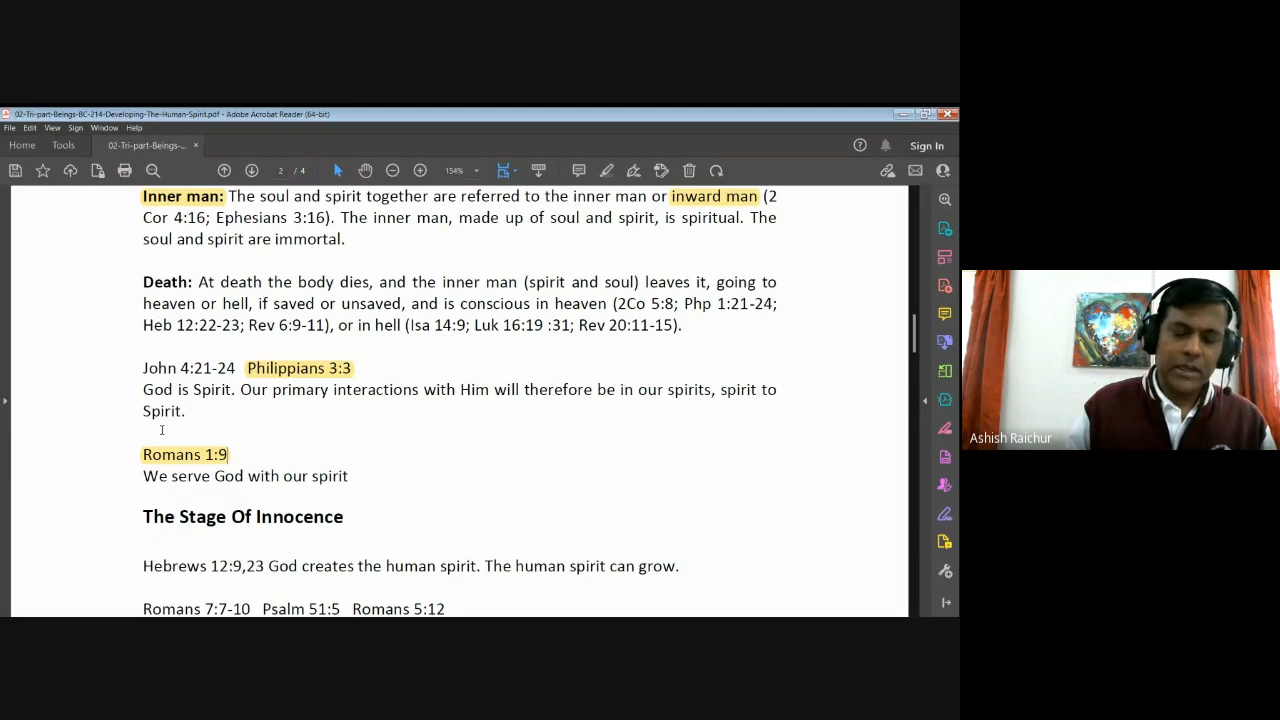 02-Tri-part-Beings-BC-214-Developing-The-Human-Spirit.pdf - Adobe Acrobat Reader (64-bit)
File Edit View Sign Window Help
Home Tools 02-Tri-part-Beings-... × Sign In
2 / 4 154%
Inner man: The soul and spirit together are referred to the inner man or inward man (2
Cor 4:16; Ephesians 3:16). The inner man, made up of soul and spirit, is spiritual. The
soul and spirit are immortal.
Death: At death the body dies, and the inner man (spirit and soul) leaves it, going to
heaven or hell, if saved or unsaved, and is conscious in heaven (2Co 5:8; Php 1:21-24;
Heb 12:22-23; Rev 6:9-11), or in hell (Isa 14:9; Luk 16:19 :31; Rev 20:11-15).
John 4:21-24 Philippians 3:3
God is Spirit. Our primary interactions with Him will therefore be in our spirits, spirit to
Spirit.
Romans 1:9
We serve God with our spirit
The Stage Of Innocence
Hebrews 12:9,23 God creates the human spirit. The human spirit can grow.
Romans 7:7-10 Psalm 51:5 Romans 5:12
Ashish Raichur